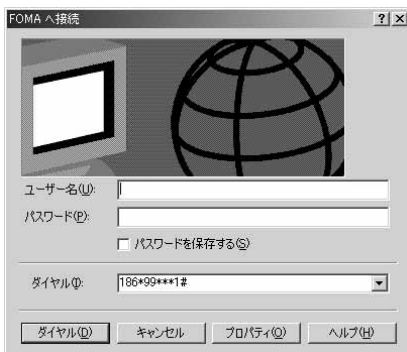 FOMA へ接続
ユーザー名(U):
パスワード(P):
パスワードを保存する(S)
ダイヤル(I): 186*99***1#
ダイヤル(D) キャンセル プロパティ(O) ヘルプ(H)